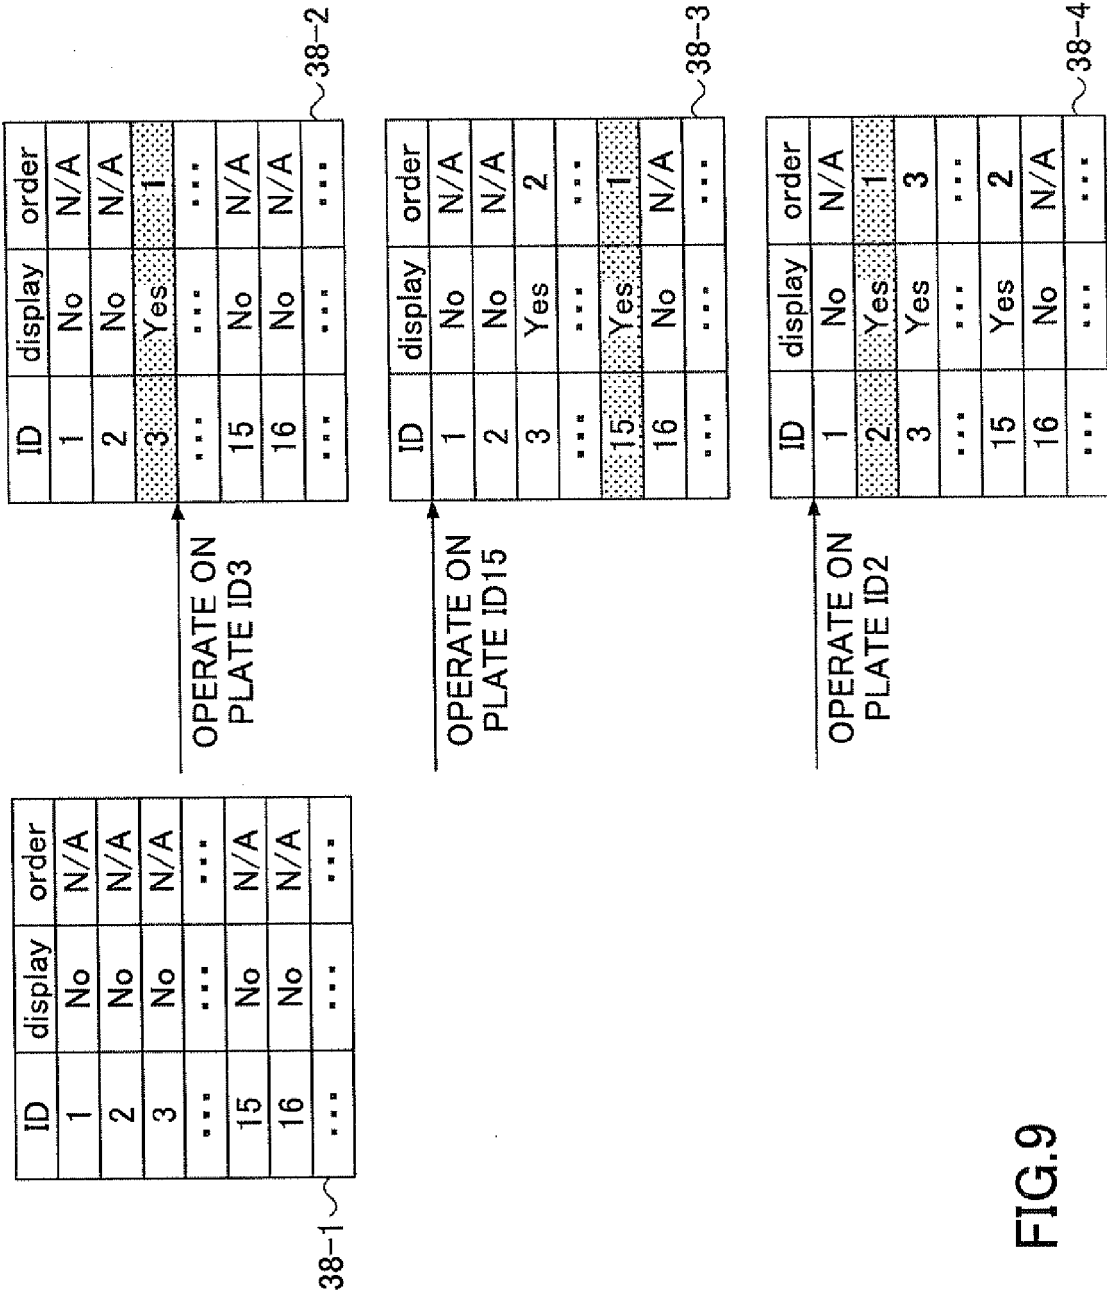 ID display order
1 No N/A
2 No N/A
3 No N/A
... ... ...
15 No N/A
16 No N/A
... ... ...
38-1
OPERATE ON
PLATE ID3
ID display order
1 No N/A
2 No N/A
3 Yes 1
... ... ...
15 No N/A
16 No N/A
... ... ...
38-2
OPERATE ON
PLATE ID15
ID display order
1 No N/A
2 No N/A
3 Yes 2
... ... ...
15 Yes 1
16 No N/A
... ... ...
38-3
OPERATE ON
PLATE ID2
ID display order
1 No N/A
2 Yes 1
3 Yes 3
... ... ...
15 Yes 2
16 No N/A
... ... ...
38-4
FIG.9